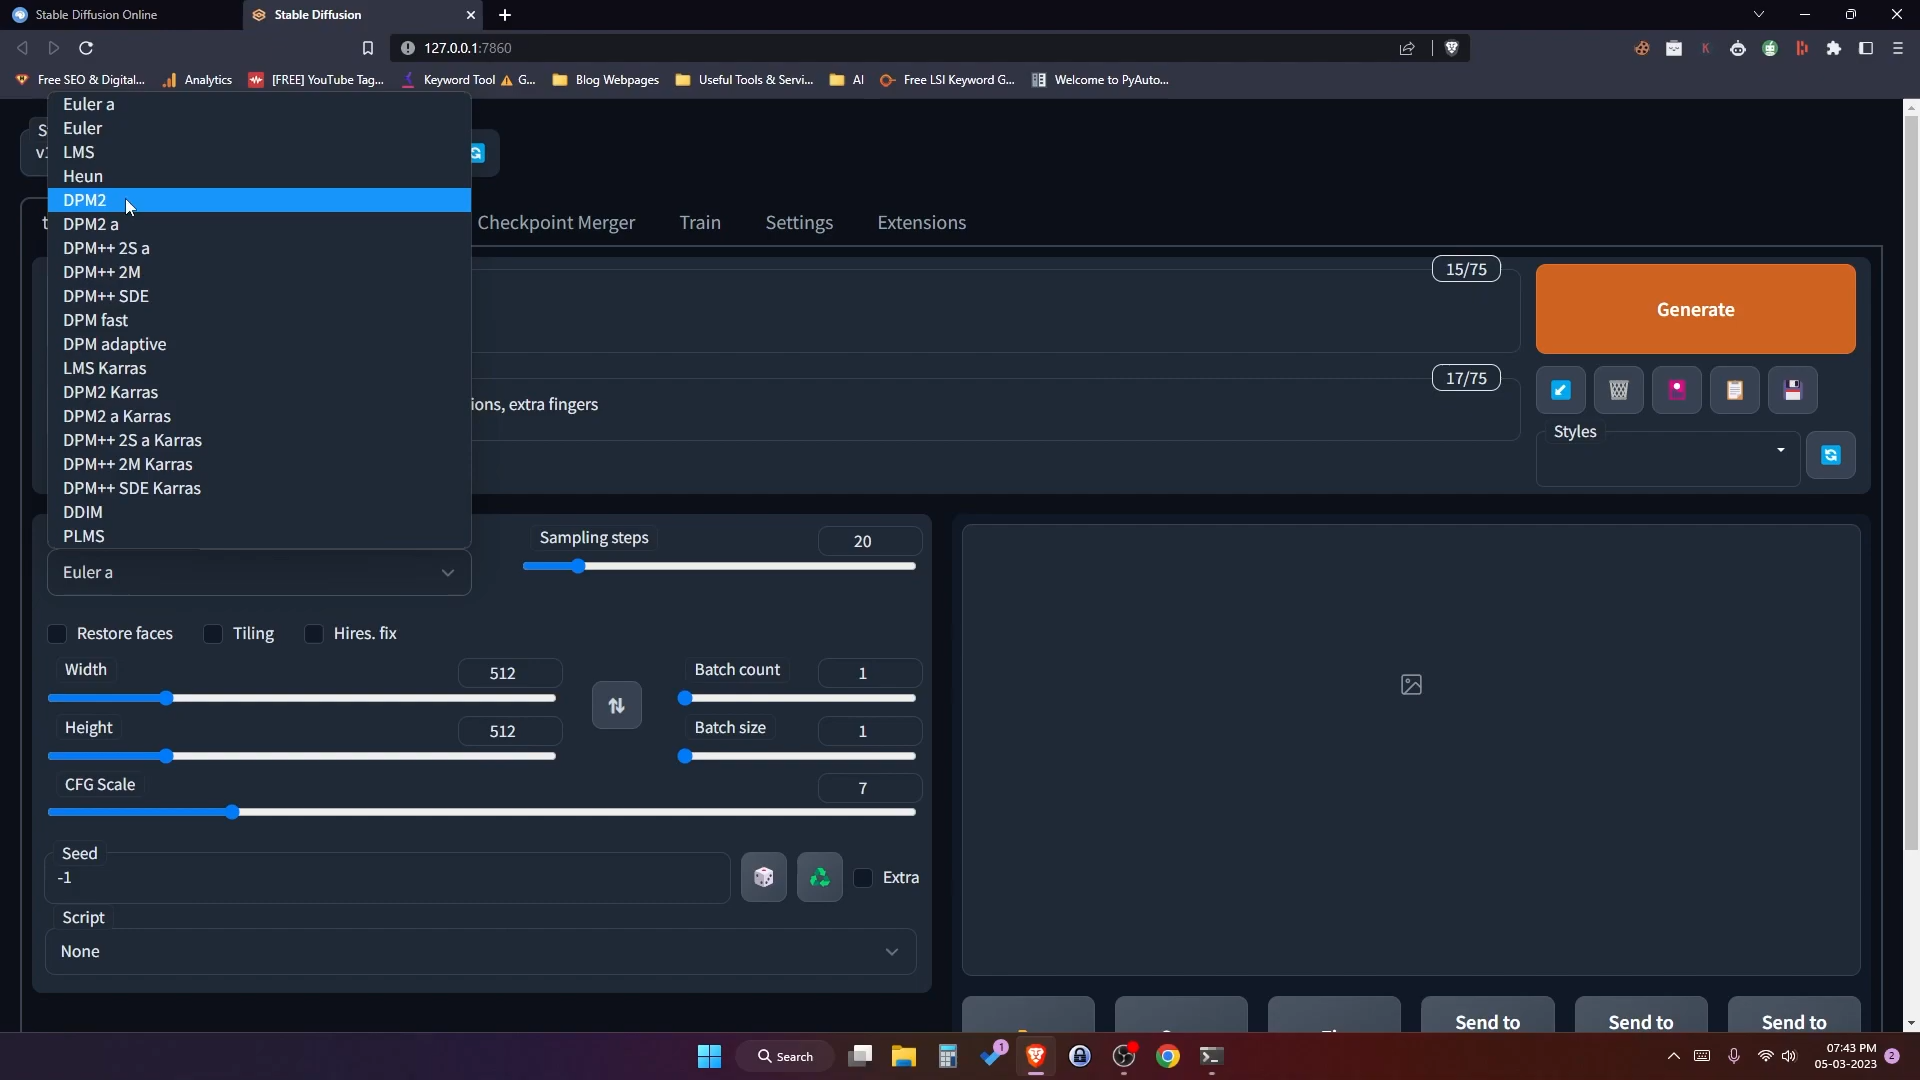 Stable Diffusion Online
Stable Diffusion
127.0.0.1:7860
Free SEO & Digital...
Analytics
[FREE] YouTube Tag...
Keyword Tool ⚠ G...
Blog Webpages
Useful Tools & Servi...
AI
Free LSI Keyword G...
Welcome to PyAuto...
Euler a
Euler
LMS
Heun
DPM2
DPM2 a
DPM++ 2S a
DPM++ 2M
DPM++ SDE
DPM fast
DPM adaptive
LMS Karras
DPM2 Karras
DPM2 a Karras
DPM++ 2S a Karras
DPM++ 2M Karras
DPM++ SDE Karras
DDIM
PLMS
Euler a
Checkpoint Merger
Train
Settings
Extensions
15/75
Generate
17/75
ions, extra fingers
Styles
Sampling steps
20
Restore faces
Tiling
Hires. fix
Width
512
Batch count
1
Height
512
Batch size
1
CFG Scale
7
Seed
-1
Extra
Script
None
Send to
Send to
Send to
Search
1
07:43 PM
05-03-2023
2